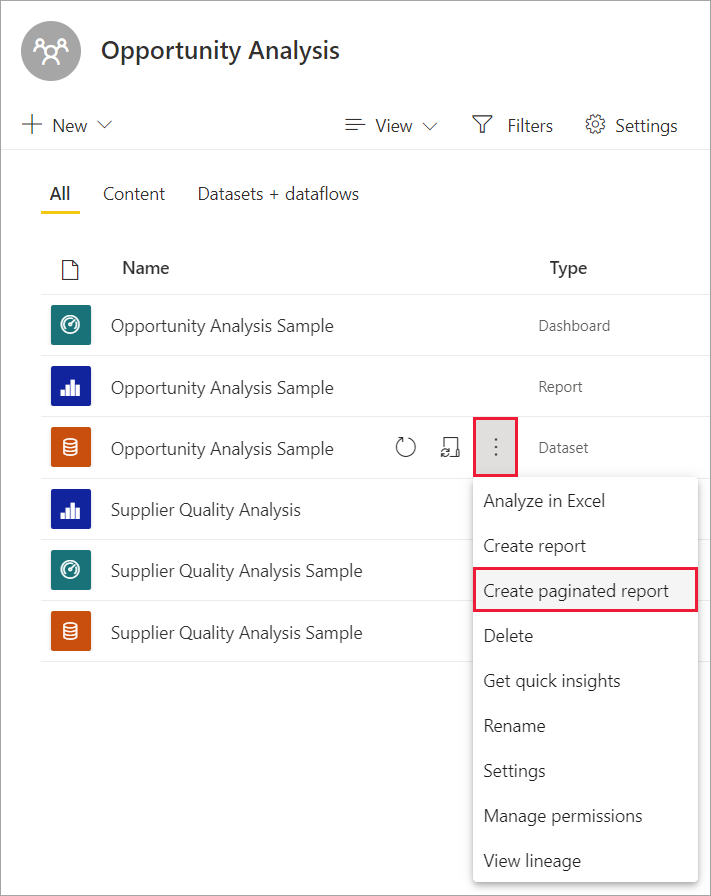 Opportunity Analysis
New View Filters Settings
All Content Datasets + dataflows
Name Type
Opportunity Analysis Sample Dashboard
Opportunity Analysis Sample Report
Opportunity Analysis Sample Dataset
Supplier Quality Analysis
Supplier Quality Analysis Sample
Supplier Quality Analysis Sample
Analyze in Excel
Create report
Create paginated report
Delete
Get quick insights
Rename
Settings
Manage permissions
View lineage